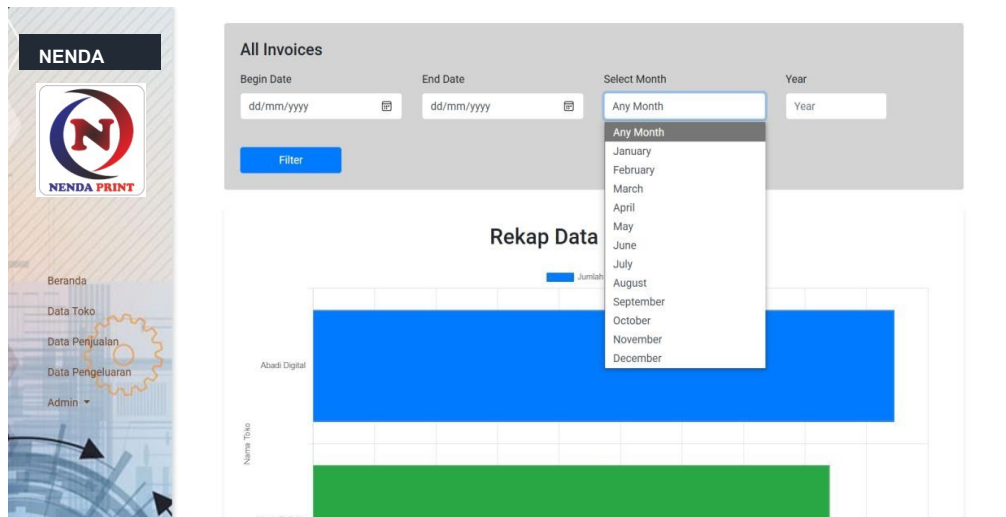 NENDA
N
NENDA PRINT
Beranda
Data Toko
Data Penjualan
Data Pengeluaran
Admin
All Invoices
Begin Date End Date Select Month Year
dd/mm/yyyy dd/mm/yyyy Any Month Year
Filter
Any Month
January
February
March
April
May
June
July
August
September
October
November
December
Rekap Data
Jumlah
Abadi Digital
Nama Toko